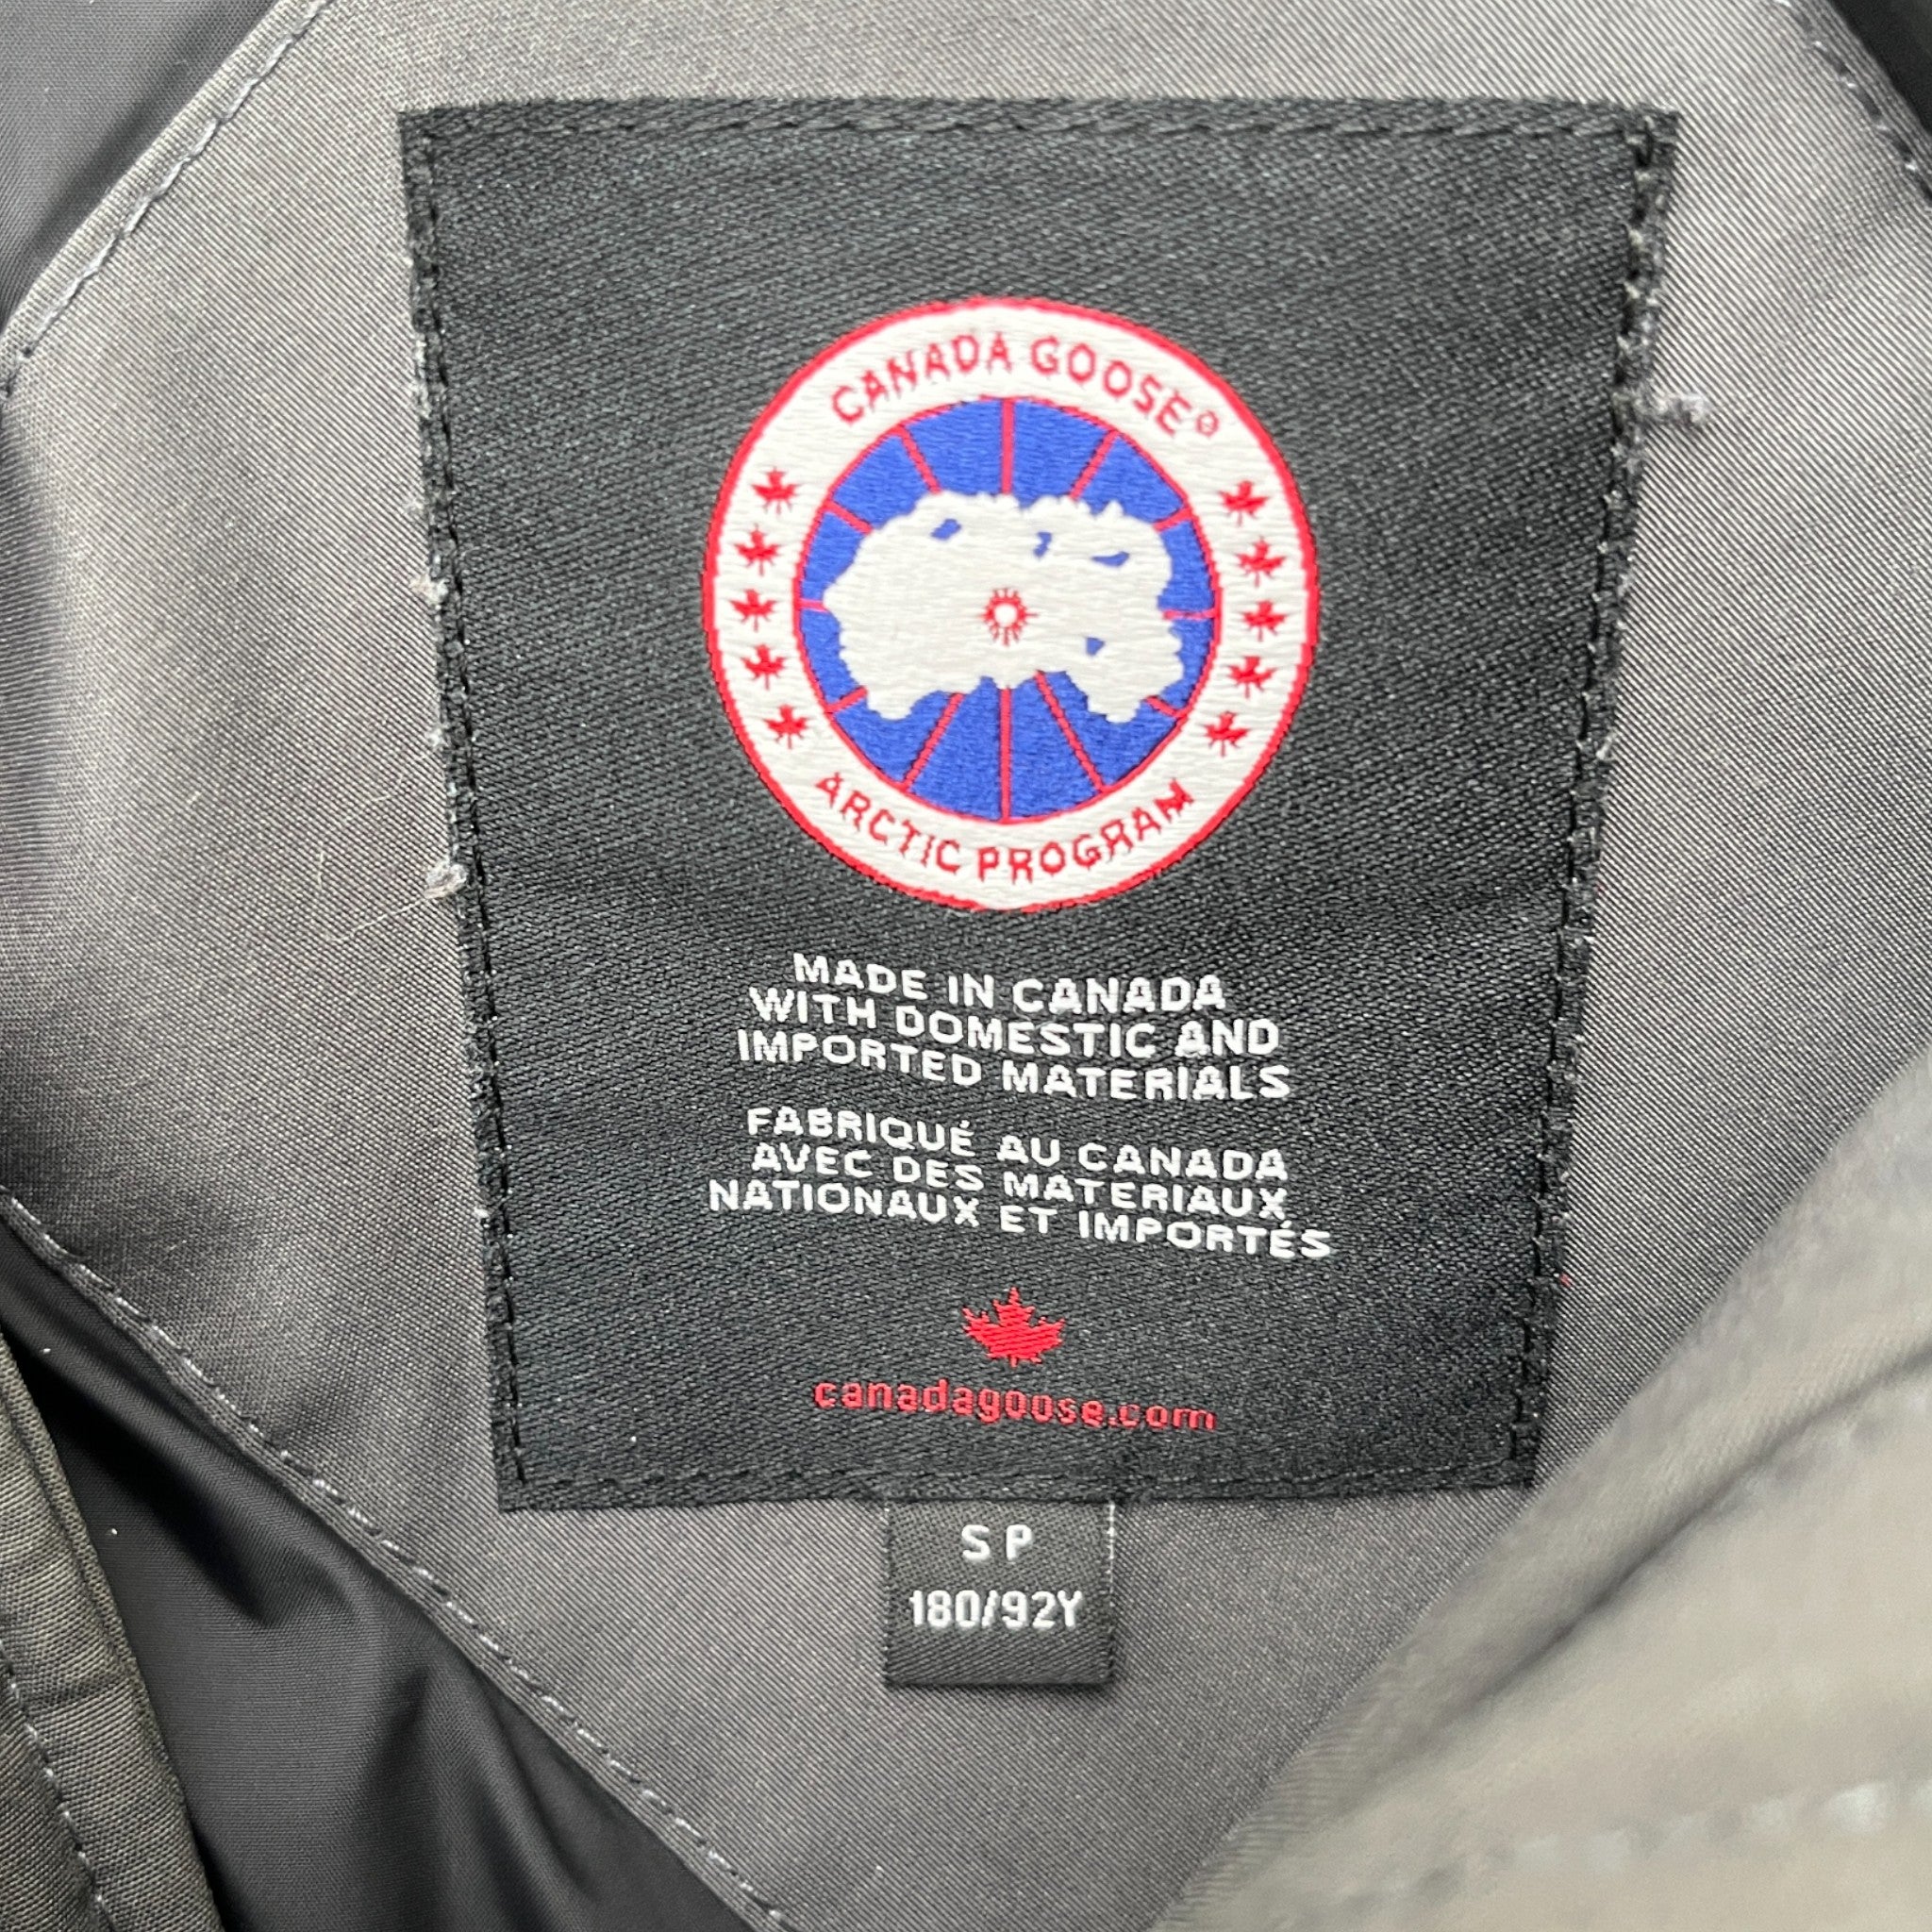 CANADA GOOSE®
ARCTIC PROGRAM
MADE IN CANADA
WITH DOMESTIC AND
IMPORTED MATERIALS
FABRIQUÉ AU CANADA
AVEC DES MATERIAUX
NATIONAUX ET IMPORTÉS
canadagoose.com
S P
180/92Y